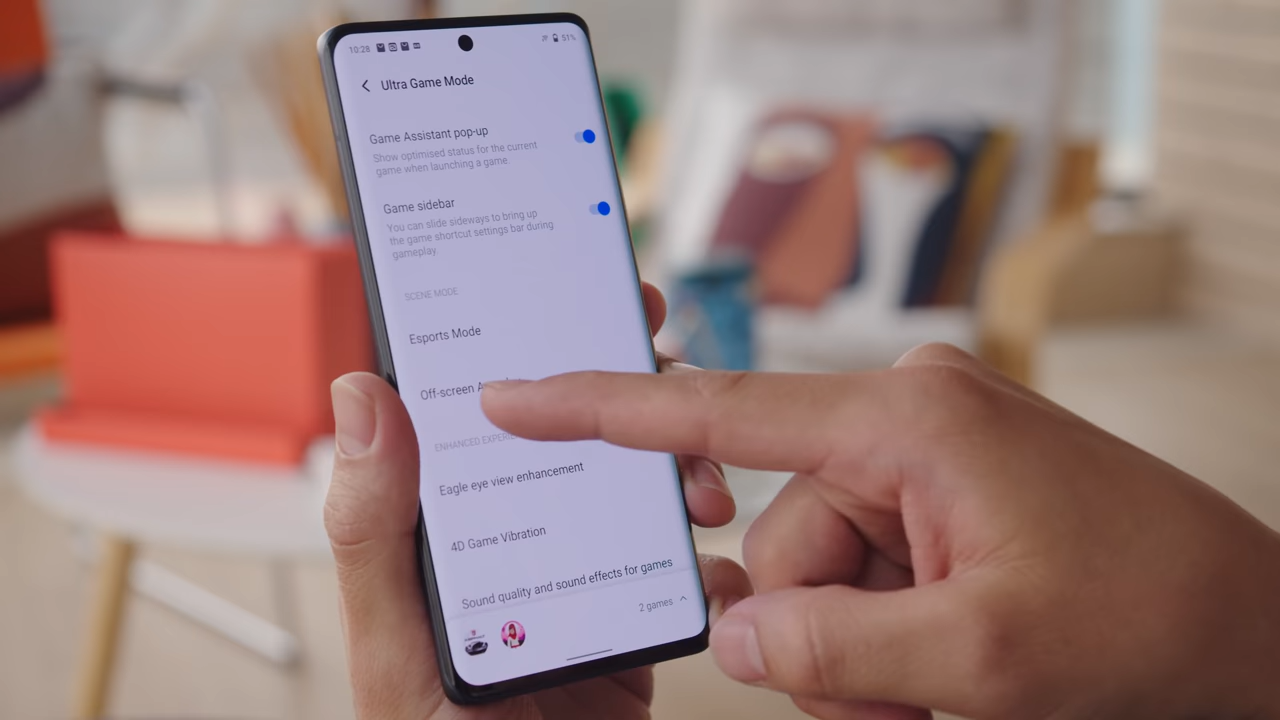 10:28
51%
Ultra Game Mode
Game Assistant pop-up
Show optimised status for the current
game when launching a game.
Game sidebar
You can slide sideways to bring up
the game shortcut settings bar during
gameplay.
SCENE MODE
Esports Mode
Off-screen
ENHANCED
Eagle eye view enhancement
4D Game Vibration
Sound quality and sound effects for games
2 games